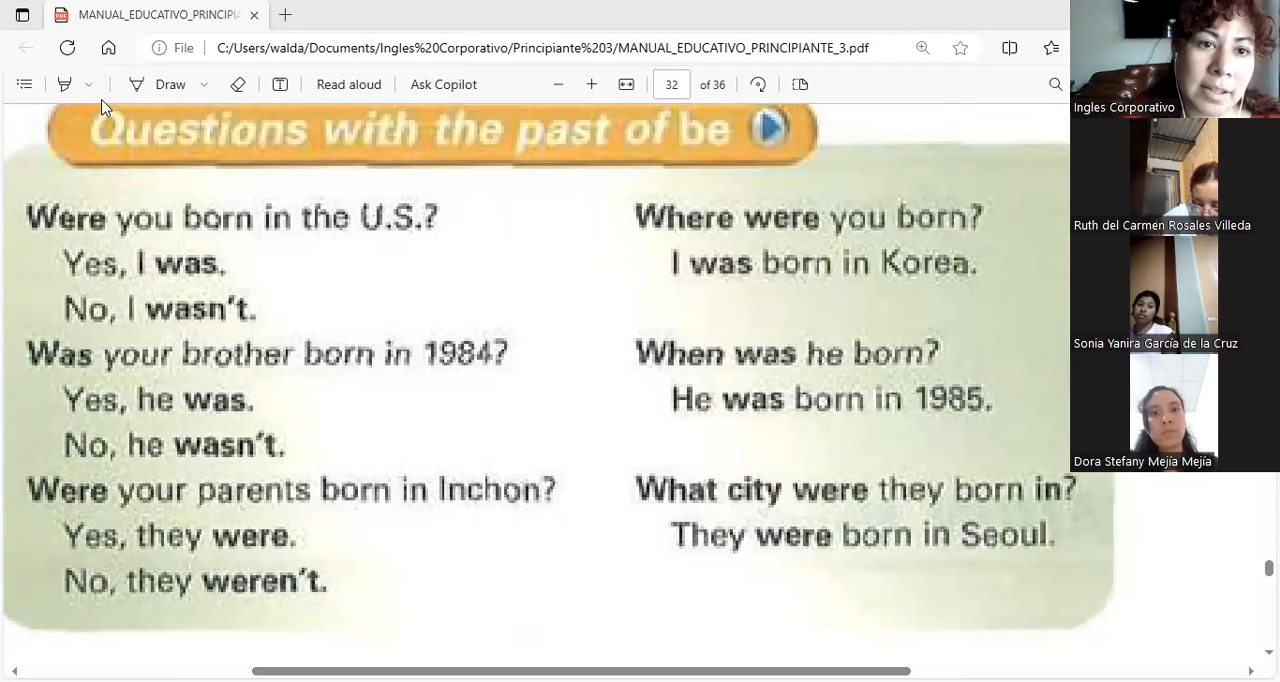 MANUAL_EDUCATIVO_PRINCIPIA
File
C:/Users/walda/Documents/Ingles%20Corporativo/Principiante%203/MANUAL_EDUCATIVO_PRINCIPIANTE_3.pdf
Draw
Read aloud
Ask Copilot
32 of 36
Questions with the past of be
Were you born in the U.S.?
Yes, I was.
No, I wasn't.
Was your brother born in 1984?
Yes, he was.
No, he wasn't.
Were your parents born in Inchon?
Yes, they were.
No, they weren't.
Where were you born?
I was born in Korea.
When was he born?
He was born in 1985.
What city were they born in?
They were born in Seoul.
Ingles Corporativo
Ruth del Carmen Rosales Villeda
Sonia Yanira García de la Cruz
Dora Stefany Mejía Mejía